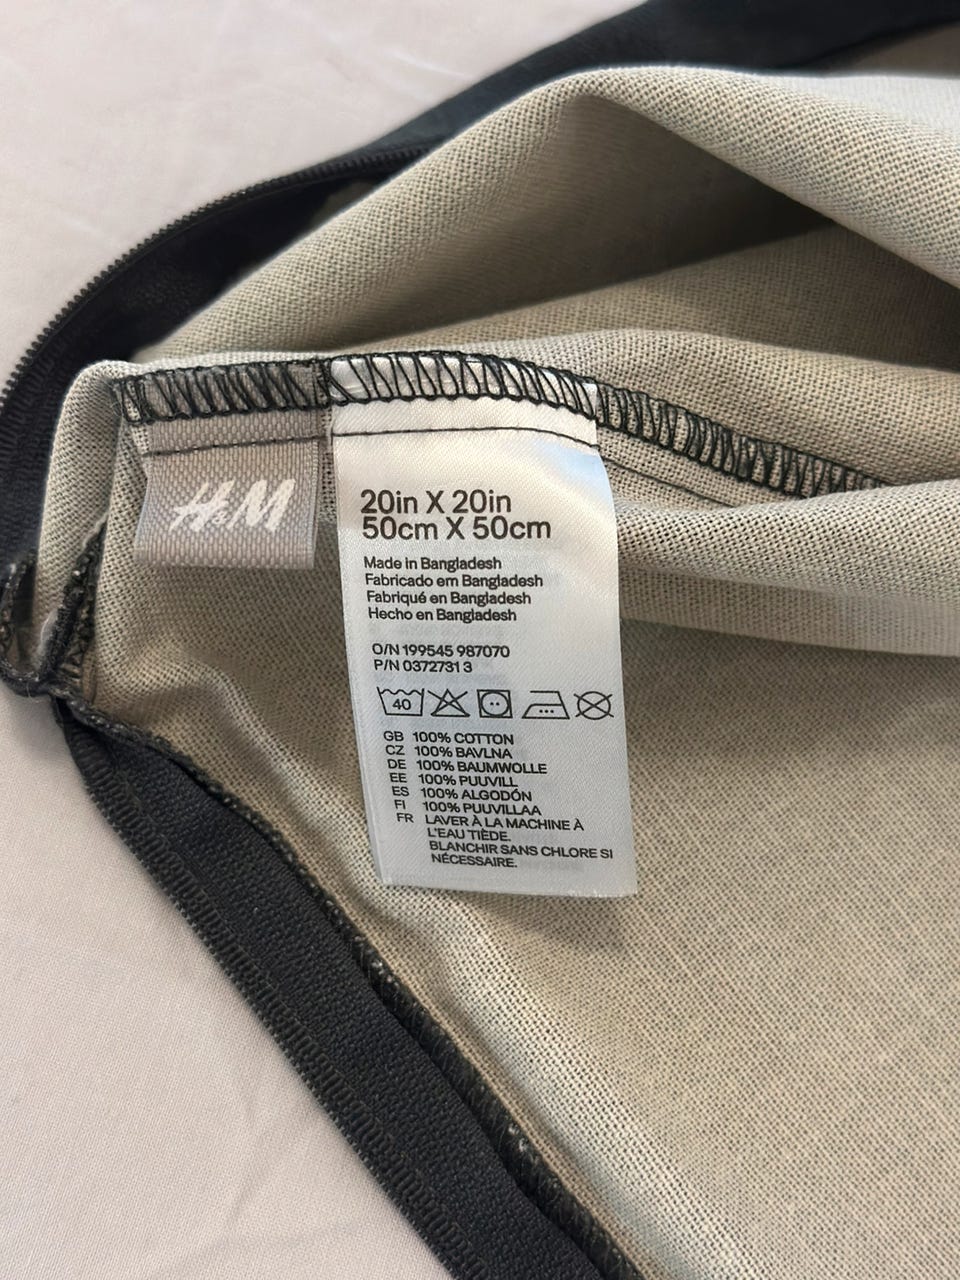 H&M
20in X 20in
50cm X 50cm
Made in Bangladesh
Fabricado em Bangladesh
Fabriqué en Bangladesh
Hecho en Bangladesh
O/N 199545 987070
P/N 0372731 3
40
GB 100% COTTON
CZ 100% BAVLNA
DE 100% BAUMWOLLE
EE 100% PUUVILL
ES 100% ALGODÓN
FI 100% PUUVILLAA
FR LAVER À LA MACHINE À
L'EAU TIÈDE.
BLANCHIR SANS CHLORE SI
NÉCESSAIRE.